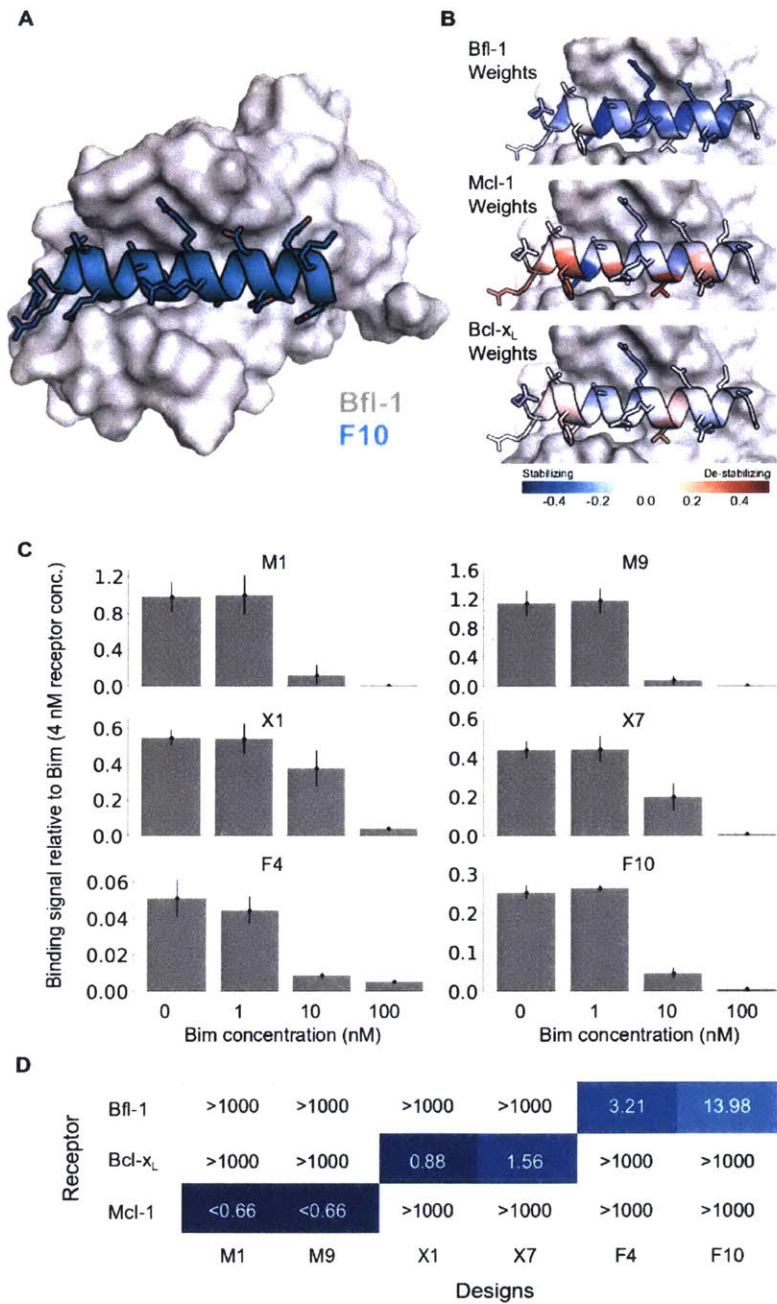 A
Bfl-1
F10
B
Bfl-1
Weights
Mcl-1
Weights
Bcl-xL
Weights
Stabilizing De-stabilizing
-0.4 -0.2 0.0 0.2 0.4
C
Binding signal relative to Bim (4 nM receptor conc.)
M1
1.2
0.8
0.4
0.0
M9
1.6
1.2
0.8
0.4
0.0
X1
0.6
0.4
0.2
0.0
X7
0.6
0.4
0.2
0.0
F4
0.06
0.04
0.02
0.00
0 1 10 100
Bim concentration (nM)
F10
0.3
0.2
0.1
0.0
0 1 10 100
Bim concentration (nM)
D
Receptor
Bfl-1 >1000 >1000 >1000 >1000 3.21 13.98
Bcl-xL >1000 >1000 0.88 1.56 >1000 >1000
Mcl-1 <0.66 <0.66 >1000 >1000 >1000 >1000
M1 M9 X1 X7 F4 F10
Designs